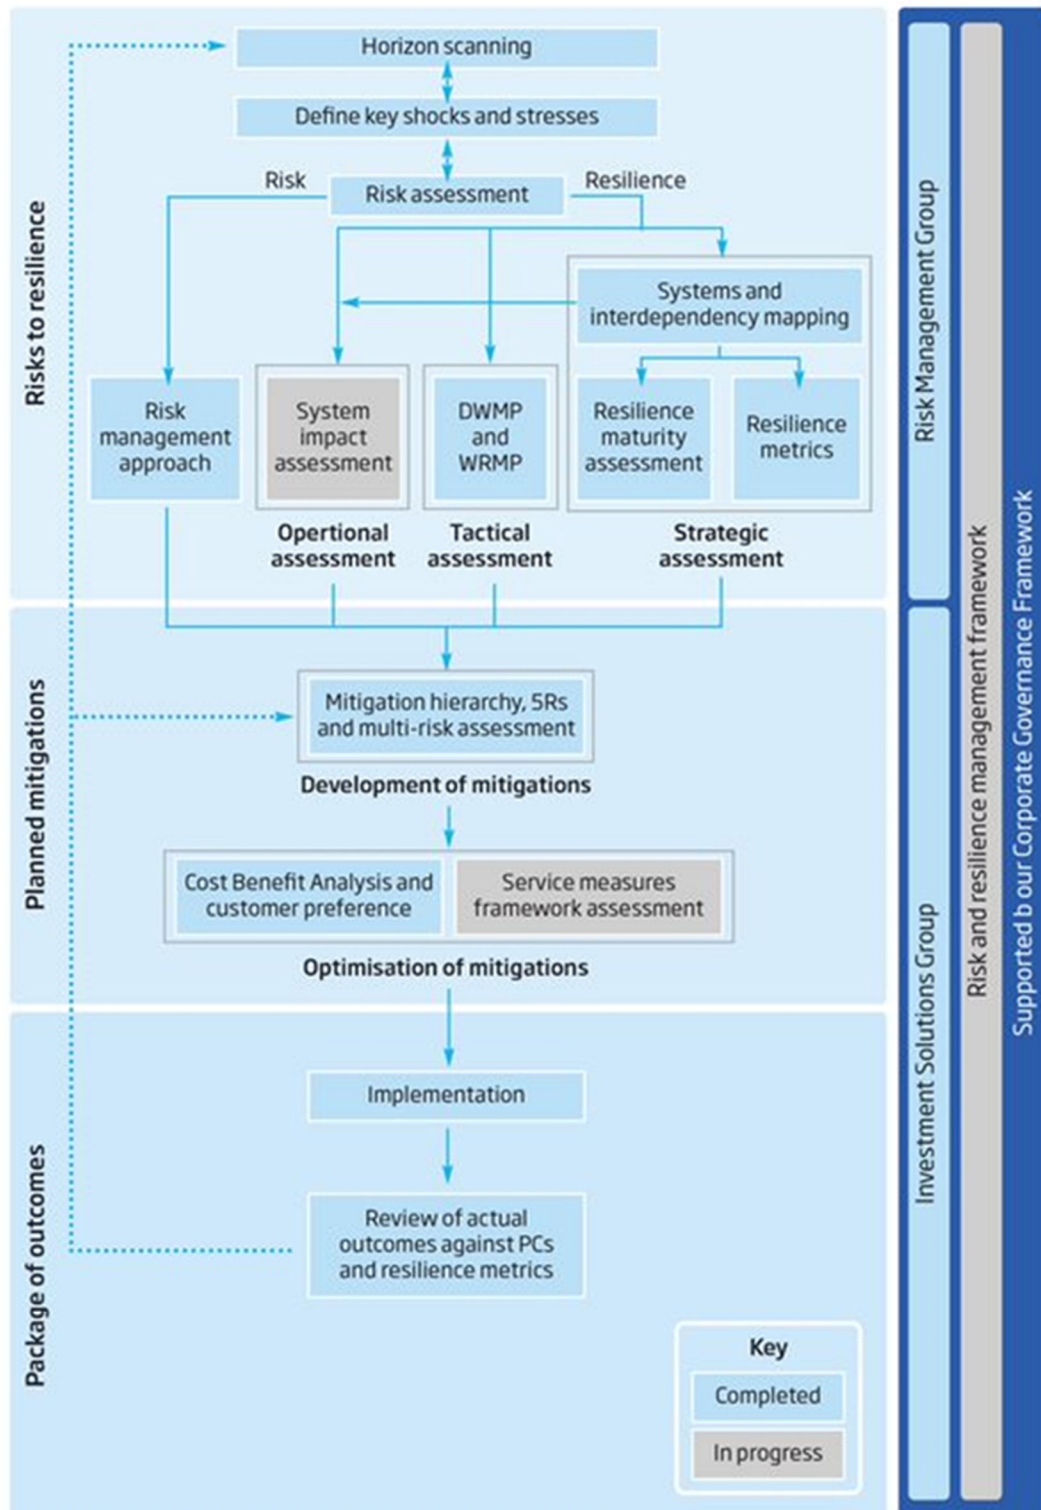 Horizon scanning
Define key shocks and stresses
Risk
Risk assessment
Resilience
Systems and
interdependency mapping
Risk
management
approach
System
impact
assessment
DWMP
and
WRMP
Resilience
maturity
assessment
Resilience
metrics
Opertional
assessment
Tactical
assessment
Strategic
assessment
Risks to resilience
Mitigation hierarchy, 5Rs
and multi-risk assessment
Development of mitigations
Cost Benefit Analysis and
customer preference
Service measures
framework assessment
Optimisation of mitigations
Planned mitigations
Implementation
Review of actual
outcomes against PCs
and resilience metrics
Package of outcomes
Key
Completed
In progress
Risk Management Group
Investment Solutions Group
Risk and resilience management framework
Supported b our Corporate Governance Framework